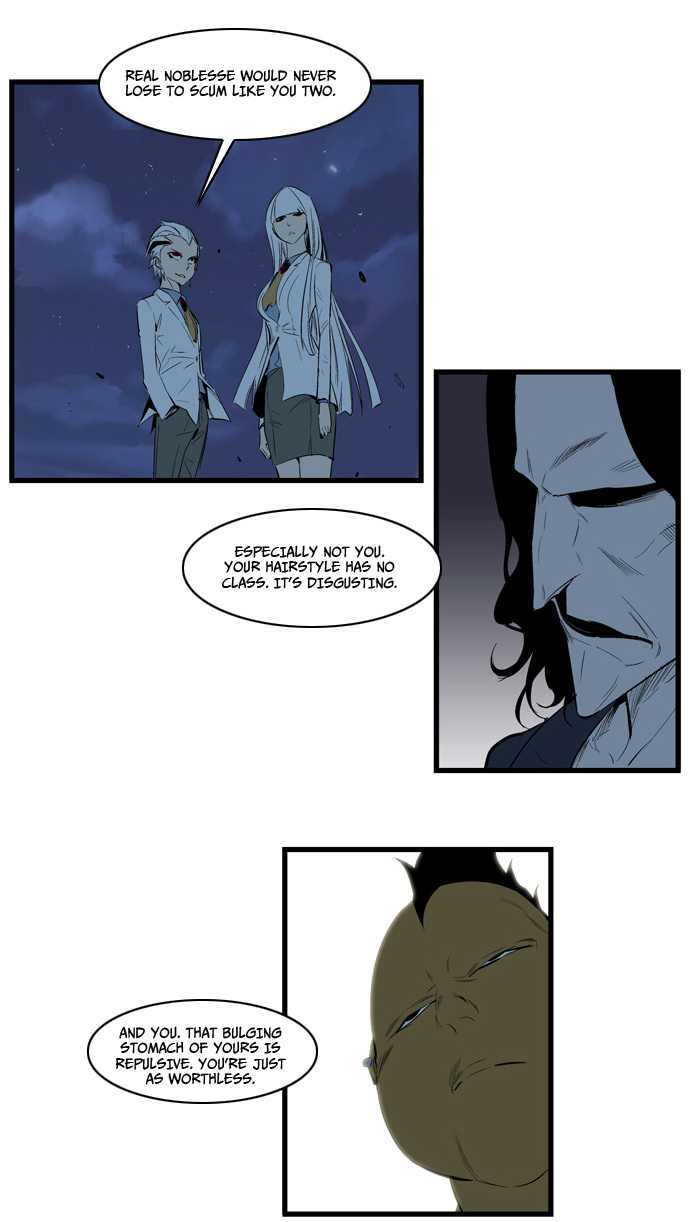 REAL NOBLESSE WOULD NEVER
LOSE TO SCUM LIKE YOU TWO.
ESPECIALLY NOT YOU.
YOUR HAIRSTYLE HAS NO
CLASS. IT'S DISGUSTING.
AND YOU. THAT BULGING
STOMACH OF YOURS IS
REPULSIVE. YOU'RE JUST
AS WORTHLESS.